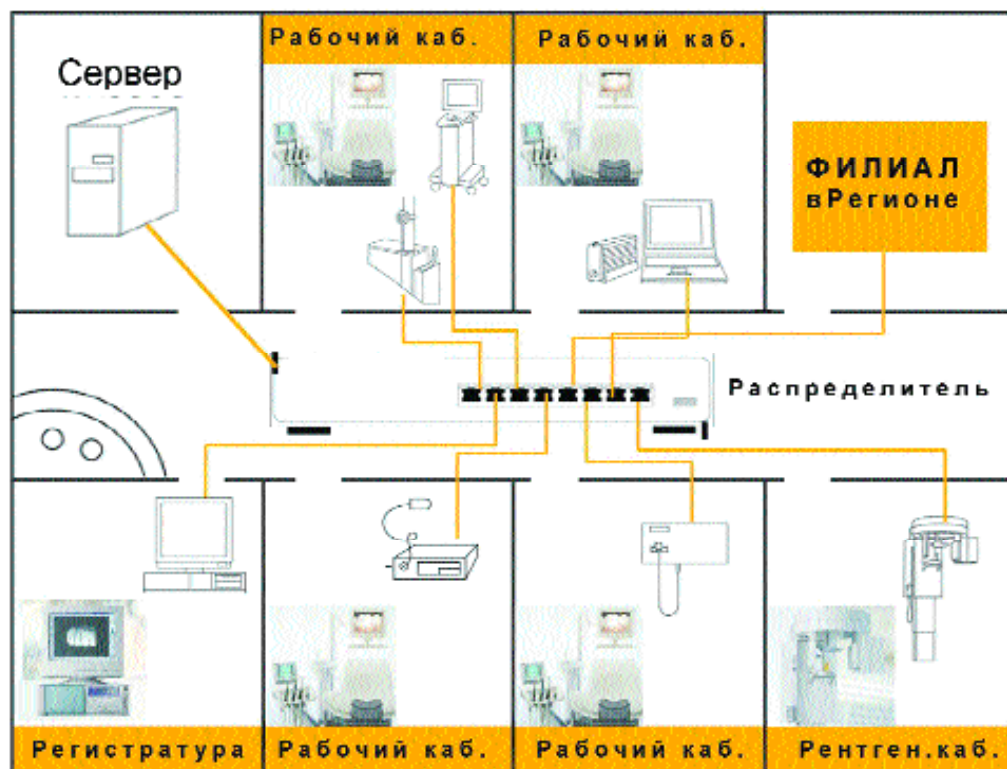 Рабочий каб.
Рабочий каб.
Сервер
ФИЛИАЛ
вРегионе
Распределитель
Регистратура
Рабочий каб.
Рабочий каб.
Рентген.каб.